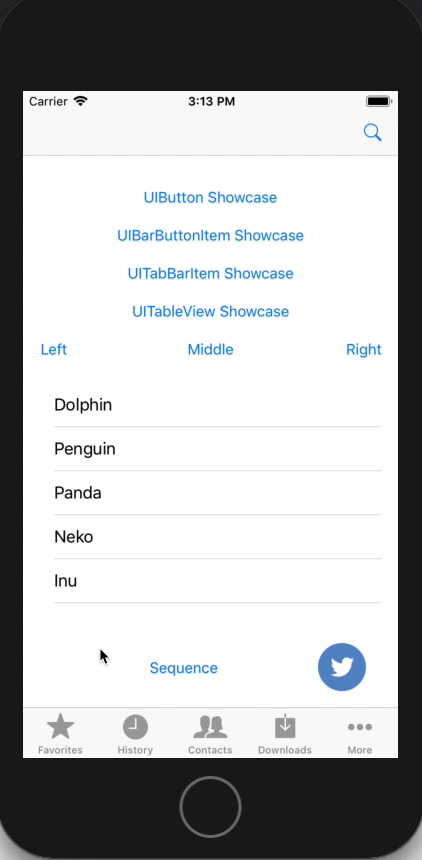 Carrier 3:13 PM
UIButton Showcase
UIBarButtonItem Showcase
UITabBarItem Showcase
UITableView Showcase
Left Middle Right
Dolphin
Penguin
Panda
Neko
Inu
Sequence
Favorites History Contacts Downloads More